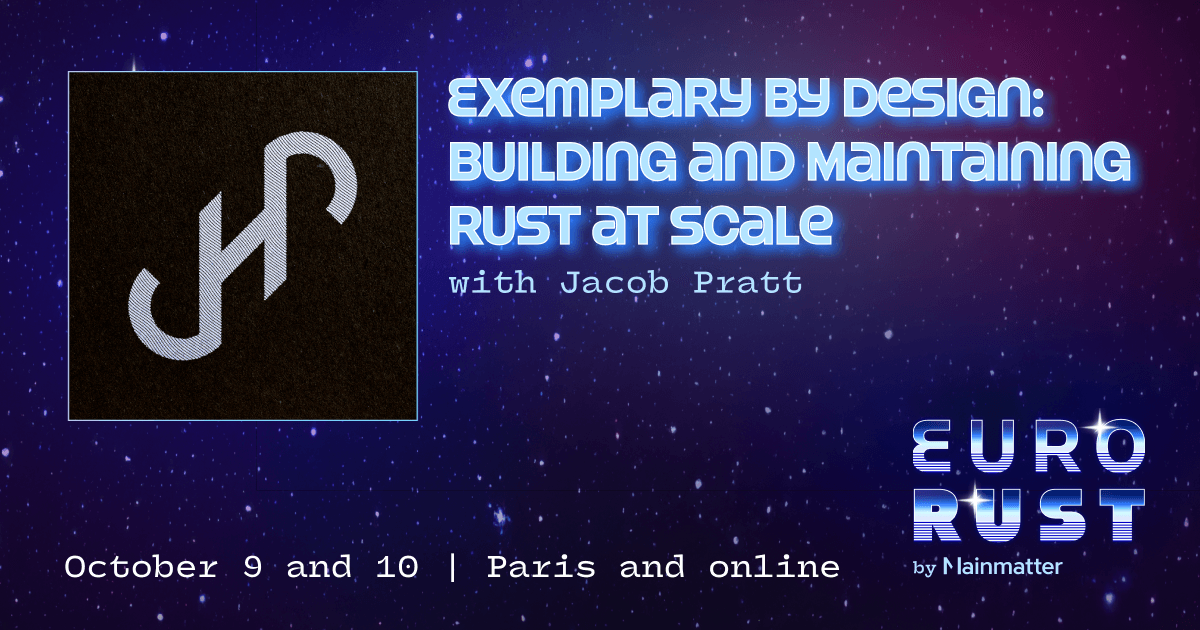 Exemplary by Design:
Building and Maintaining
Rust at Scale
with Jacob Pratt
EURO
RUST
by Mainmatter
October 9 and 10 | Paris and online